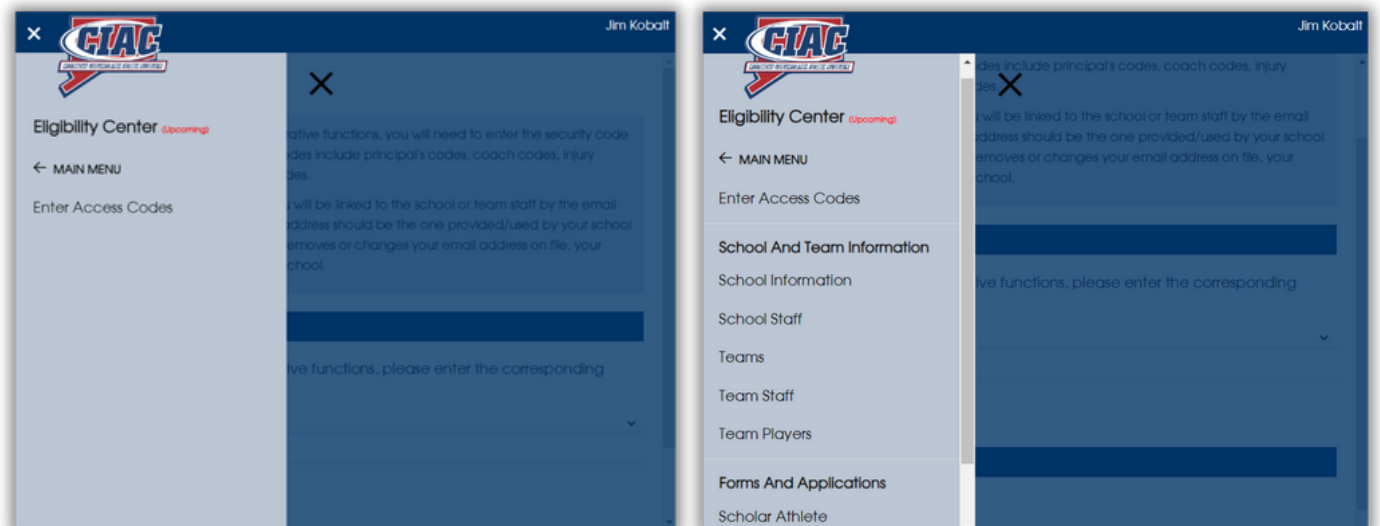 Jim Kobalt
CIAC
Eligibility Center (Upcoming)
← MAIN MENU
Enter Access Codes
ative functions, you will need to enter the security code
des include principal's codes, coach codes, injury
des.
u will be linked to the school or team staff by the email
address should be the one provided/used by your school
emoves or changes your email address on file, your
chool.
ive functions, please enter the corresponding
Jim Kobalt
CIAC
Eligibility Center (Upcoming)
← MAIN MENU
Enter Access Codes
School And Team Information
School Information
School Staff
Teams
Team Staff
Team Players
Forms And Applications
Scholar Athlete
des include principal's codes, coach codes, injury
des.
u will be linked to the school or team staff by the email
address should be the one provided/used by your school
emoves or changes your email address on file, your
chool.
ive functions, please enter the corresponding